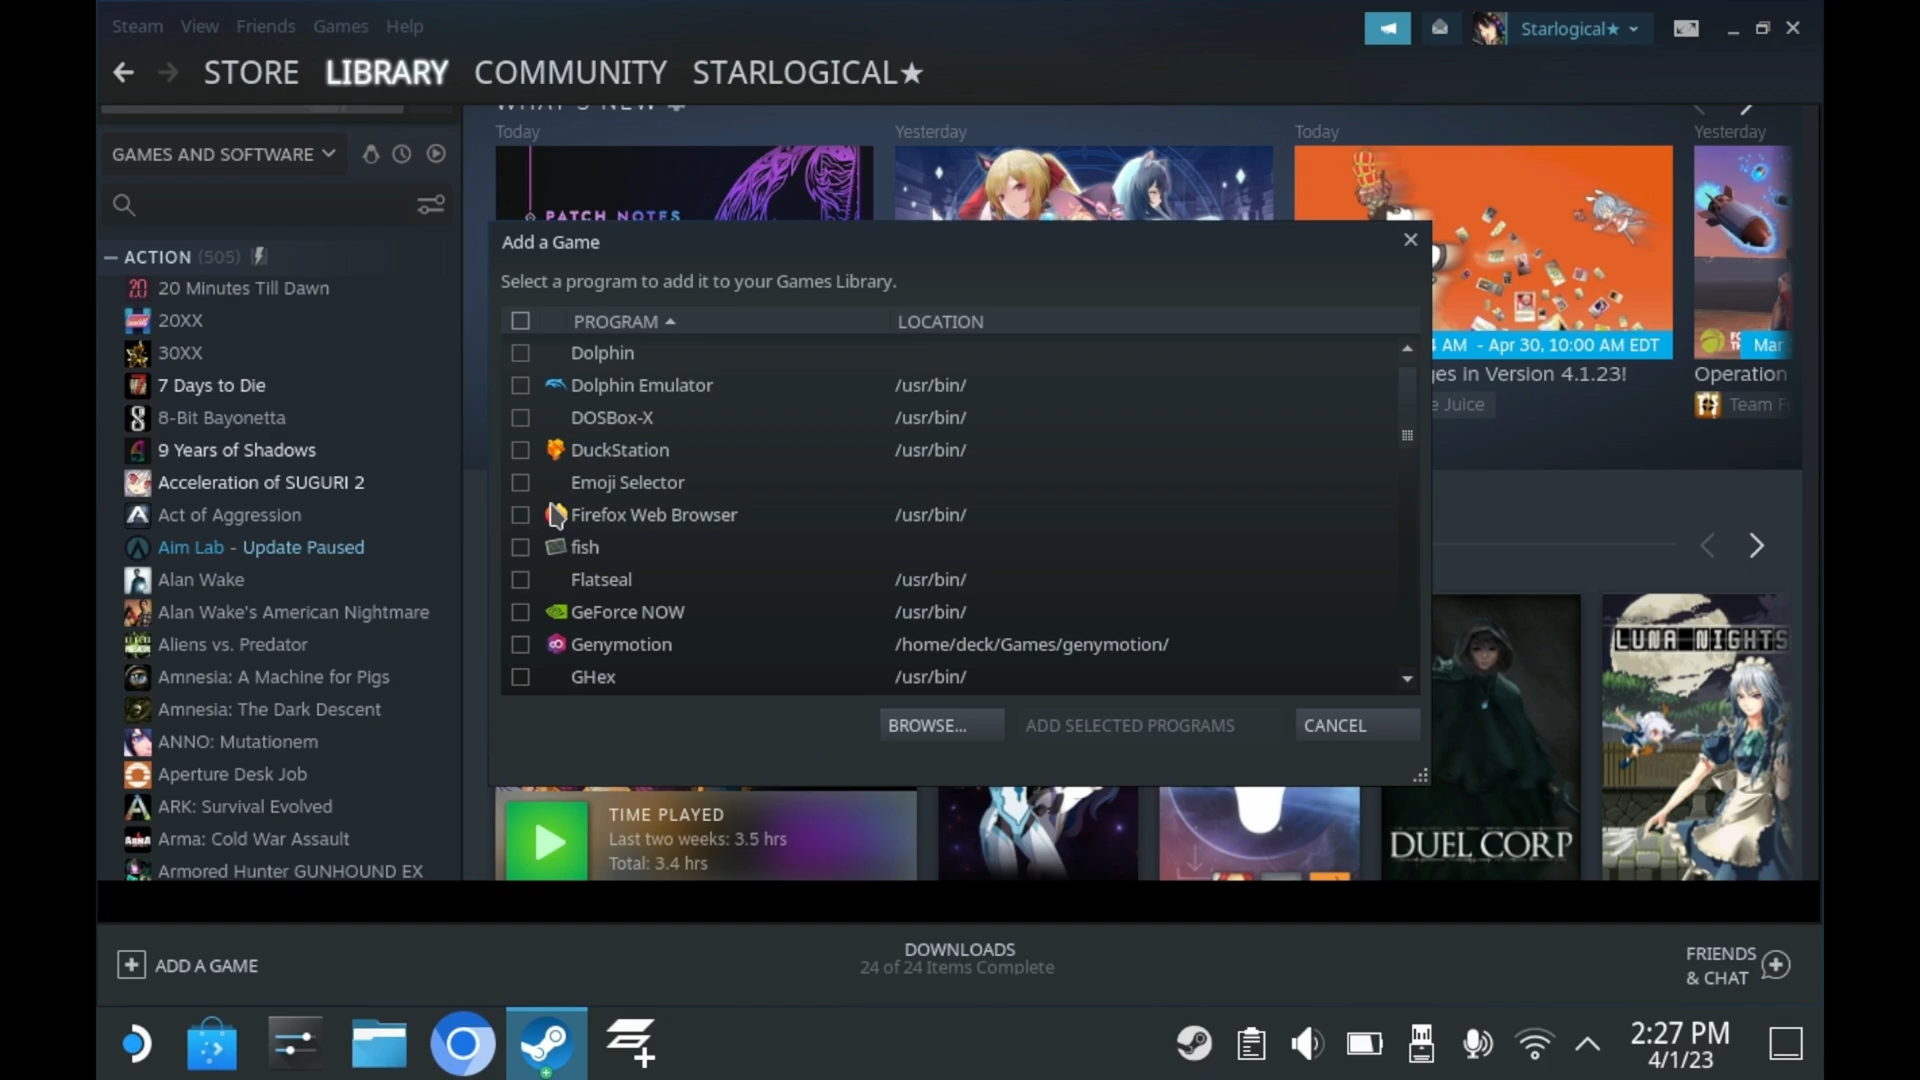 Steam View Friends Games Help
Starlogical★
STORE LIBRARY COMMUNITY STARLOGICAL★
WHAT'S NEW
GAMES AND SOFTWARE
Today
Yesterday
Today
Yesterday
PATCH NOTES
ACTION (505)
20 Minutes Till Dawn
20XX
30XX
7 Days to Die
8-Bit Bayonetta
9 Years of Shadows
Acceleration of SUGURI 2
Act of Aggression
Aim Lab - Update Paused
Alan Wake
Alan Wake's American Nightmare
Aliens vs. Predator
Amnesia: A Machine for Pigs
Amnesia: The Dark Descent
ANNO: Mutationem
Aperture Desk Job
ARK: Survival Evolved
Arma: Cold War Assault
Armored Hunter GUNHOUND EX
Add a Game
Select a program to add it to your Games Library.
PROGRAM LOCATION
Dolphin
Dolphin Emulator /usr/bin/
DOSBox-X /usr/bin/
DuckStation /usr/bin/
Emoji Selector
Firefox Web Browser /usr/bin/
fish
Flatseal /usr/bin/
GeForce NOW /usr/bin/
Genymotion /home/deck/Games/genymotion/
GHex /usr/bin/
BROWSE... ADD SELECTED PROGRAMS CANCEL
AM - Apr 30, 10:00 AM EDT
Mar
in Version 4.1.23!
Operation
Juice
Team
TIME PLAYED
Last two weeks: 3.5 hrs
Total: 3.4 hrs
DUEL CORP
LUNA NIGHTS
ADD A GAME
DOWNLOADS
24 of 24 Items Complete
FRIENDS
& CHAT
2:27 PM
4/1/23